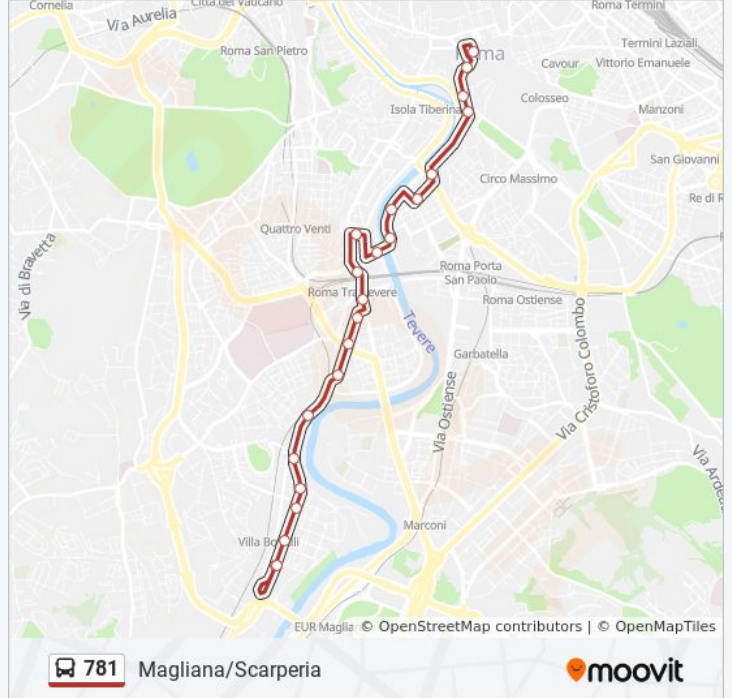 Cornelia
Città del Vaticano
Roma Termini
Via Aurelia
Roma San Pietro
Roma
Termini Laziali
Cavour
Vittorio Emanuele
Isola Tiberina
Colosseo
Manzoni
San Giovanni
Circo Massimo
Re di R
Quattro Venti
Via di Bravetta
Roma Porta
San Paolo
Roma Trastevere
Roma Ostiense
Tevere
Garbatella
Via Cristoforo Colombo
Via Ostiense
Via Ardea
Marconi
Villa Bonelli
EUR Maglia
© OpenStreetMap contributors | © OpenMapTiles
781
Magliana/Scarperia
moovit